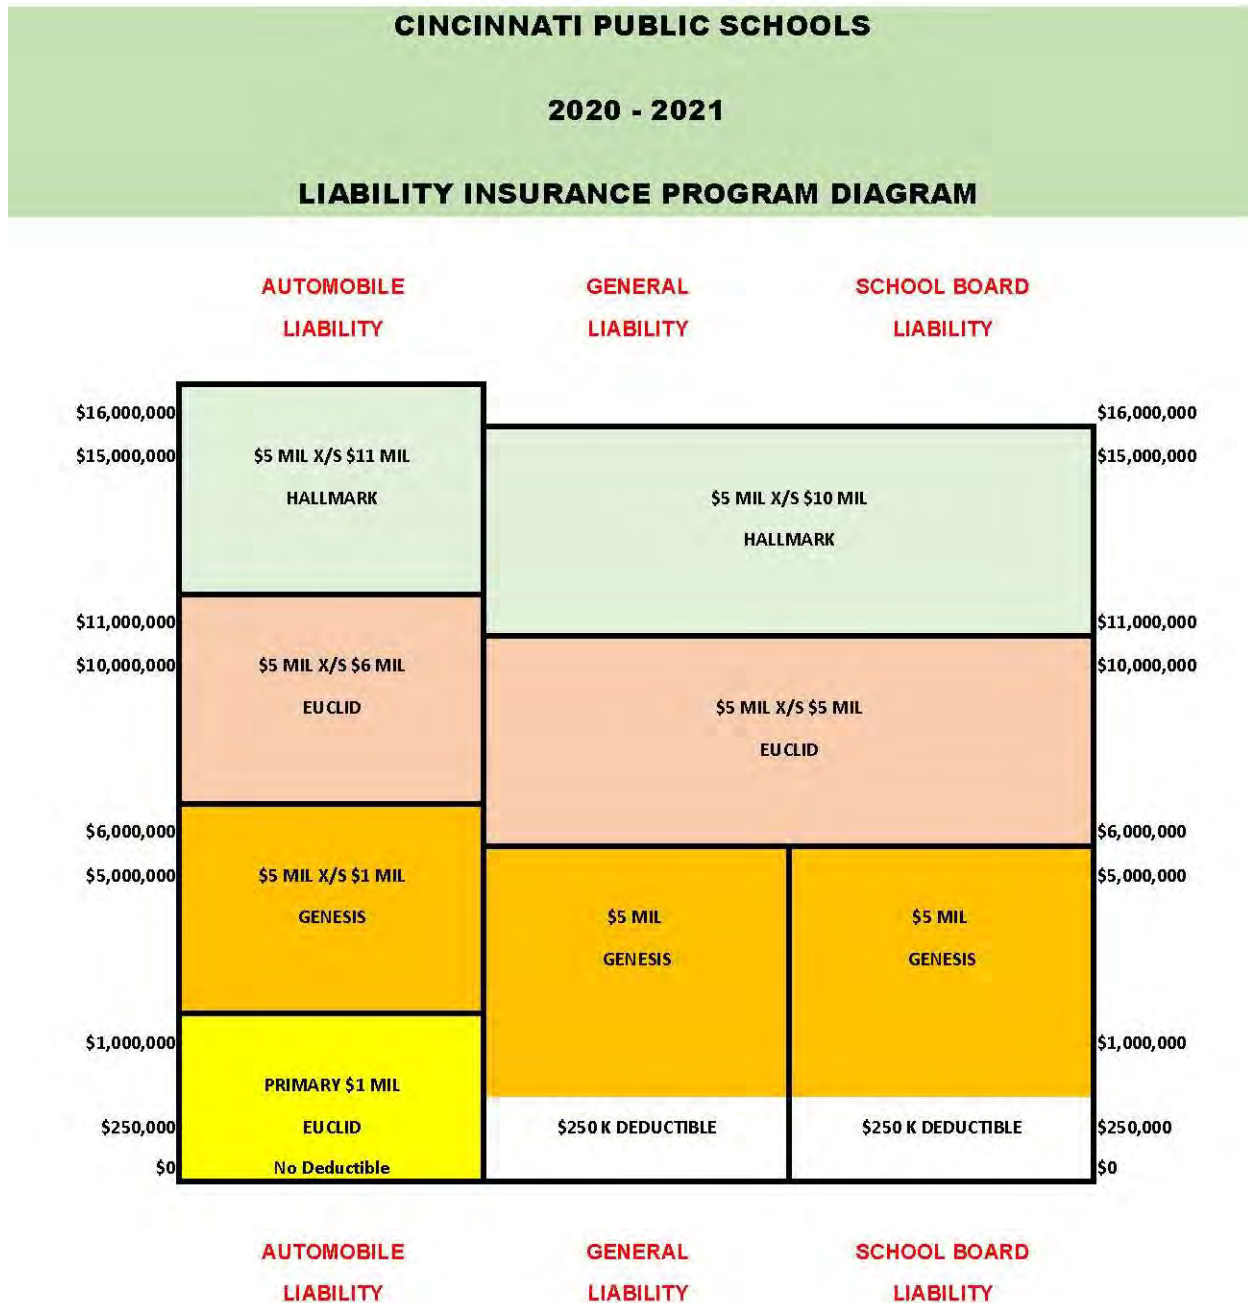 CINCINNATI PUBLIC SCHOOLS
2020 - 2021
LIABILITY INSURANCE PROGRAM DIAGRAM
AUTOMOBILE
LIABILITY
GENERAL
LIABILITY
SCHOOL BOARD
LIABILITY
$16,000,000
$15,000,000
$11,000,000
$10,000,000
$6,000,000
$5,000,000
$1,000,000
$250,000
$0
$5 MIL X/S $11 MIL
HALLMARK
$5 MIL X/S $6 MIL
EUCLID
$5 MIL X/S $1 MIL
GENESIS
PRIMARY $1 MIL
EUCLID
No Deductible
$5 MIL X/S $10 MIL
HALLMARK
$5 MIL X/S $5 MIL
EUCLID
$5 MIL
GENESIS
$250 K DEDUCTIBLE
$5 MIL
GENESIS
$250 K DEDUCTIBLE
$16,000,000
$15,000,000
$11,000,000
$10,000,000
$6,000,000
$5,000,000
$1,000,000
$250,000
$0
AUTOMOBILE
LIABILITY
GENERAL
LIABILITY
SCHOOL BOARD
LIABILITY